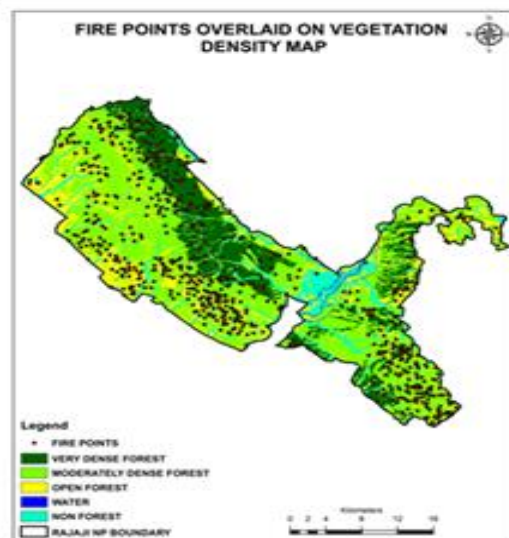 FIRE POINTS OVERLAID ON VEGETATION
DENSITY MAP
N
Legend
FIRE POINTS
VERY DENSE FOREST
MODERATELY DENSE FOREST
OPEN FOREST
WATER
NON FOREST
RAJAJI NP BOUNDARY
Kilometers
0 2 4 8 12 16